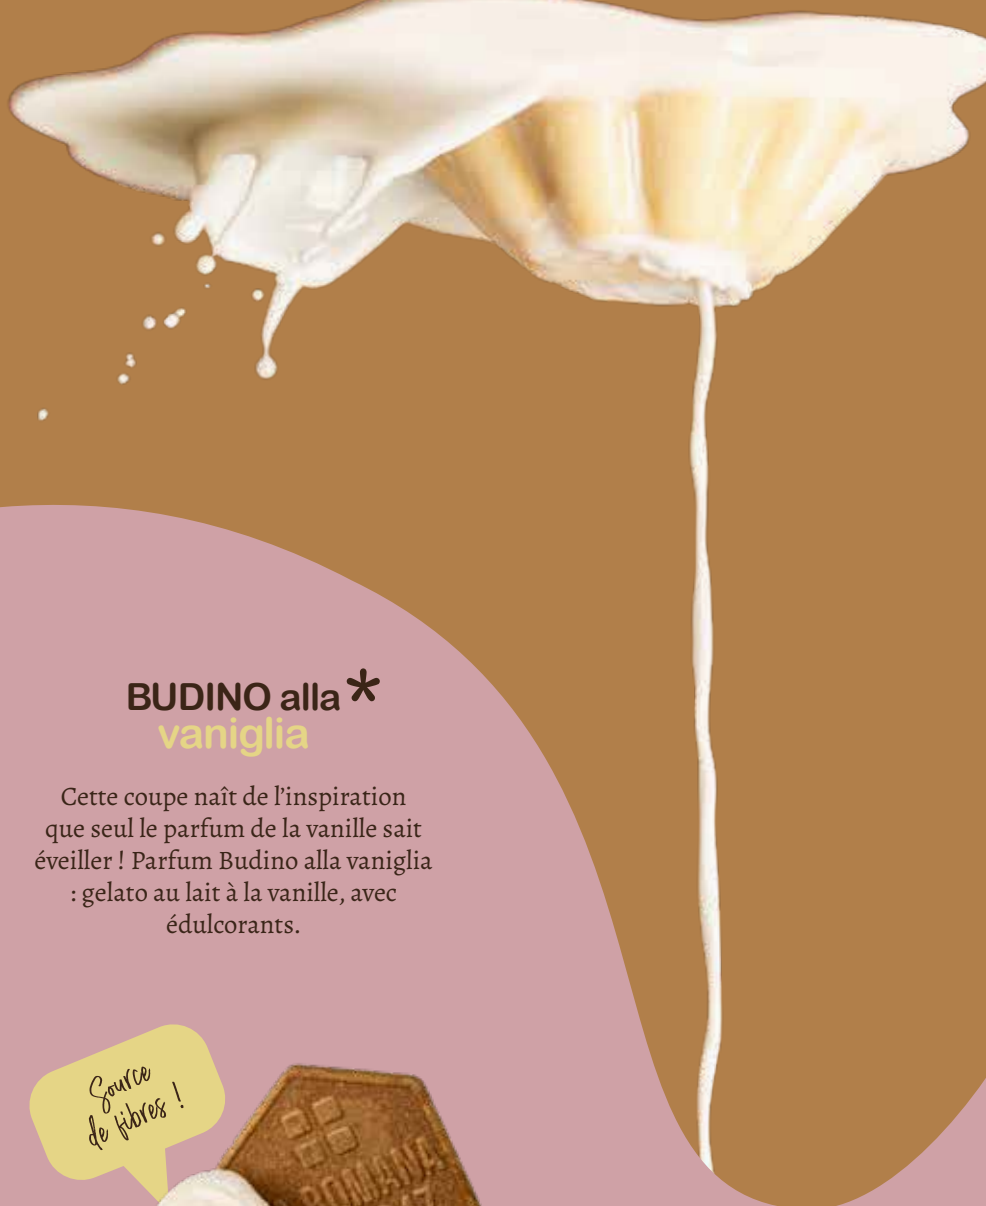 BUDINO alla*
vaniglia
Cette coupe naît de l’inspiration
que seul le parfum de la vanille sait
éveiller ! Parfum Budino alla vaniglia
: gelato au lait à la vanille, avec
édulcorants.
Source
de fibres !
ROMANA